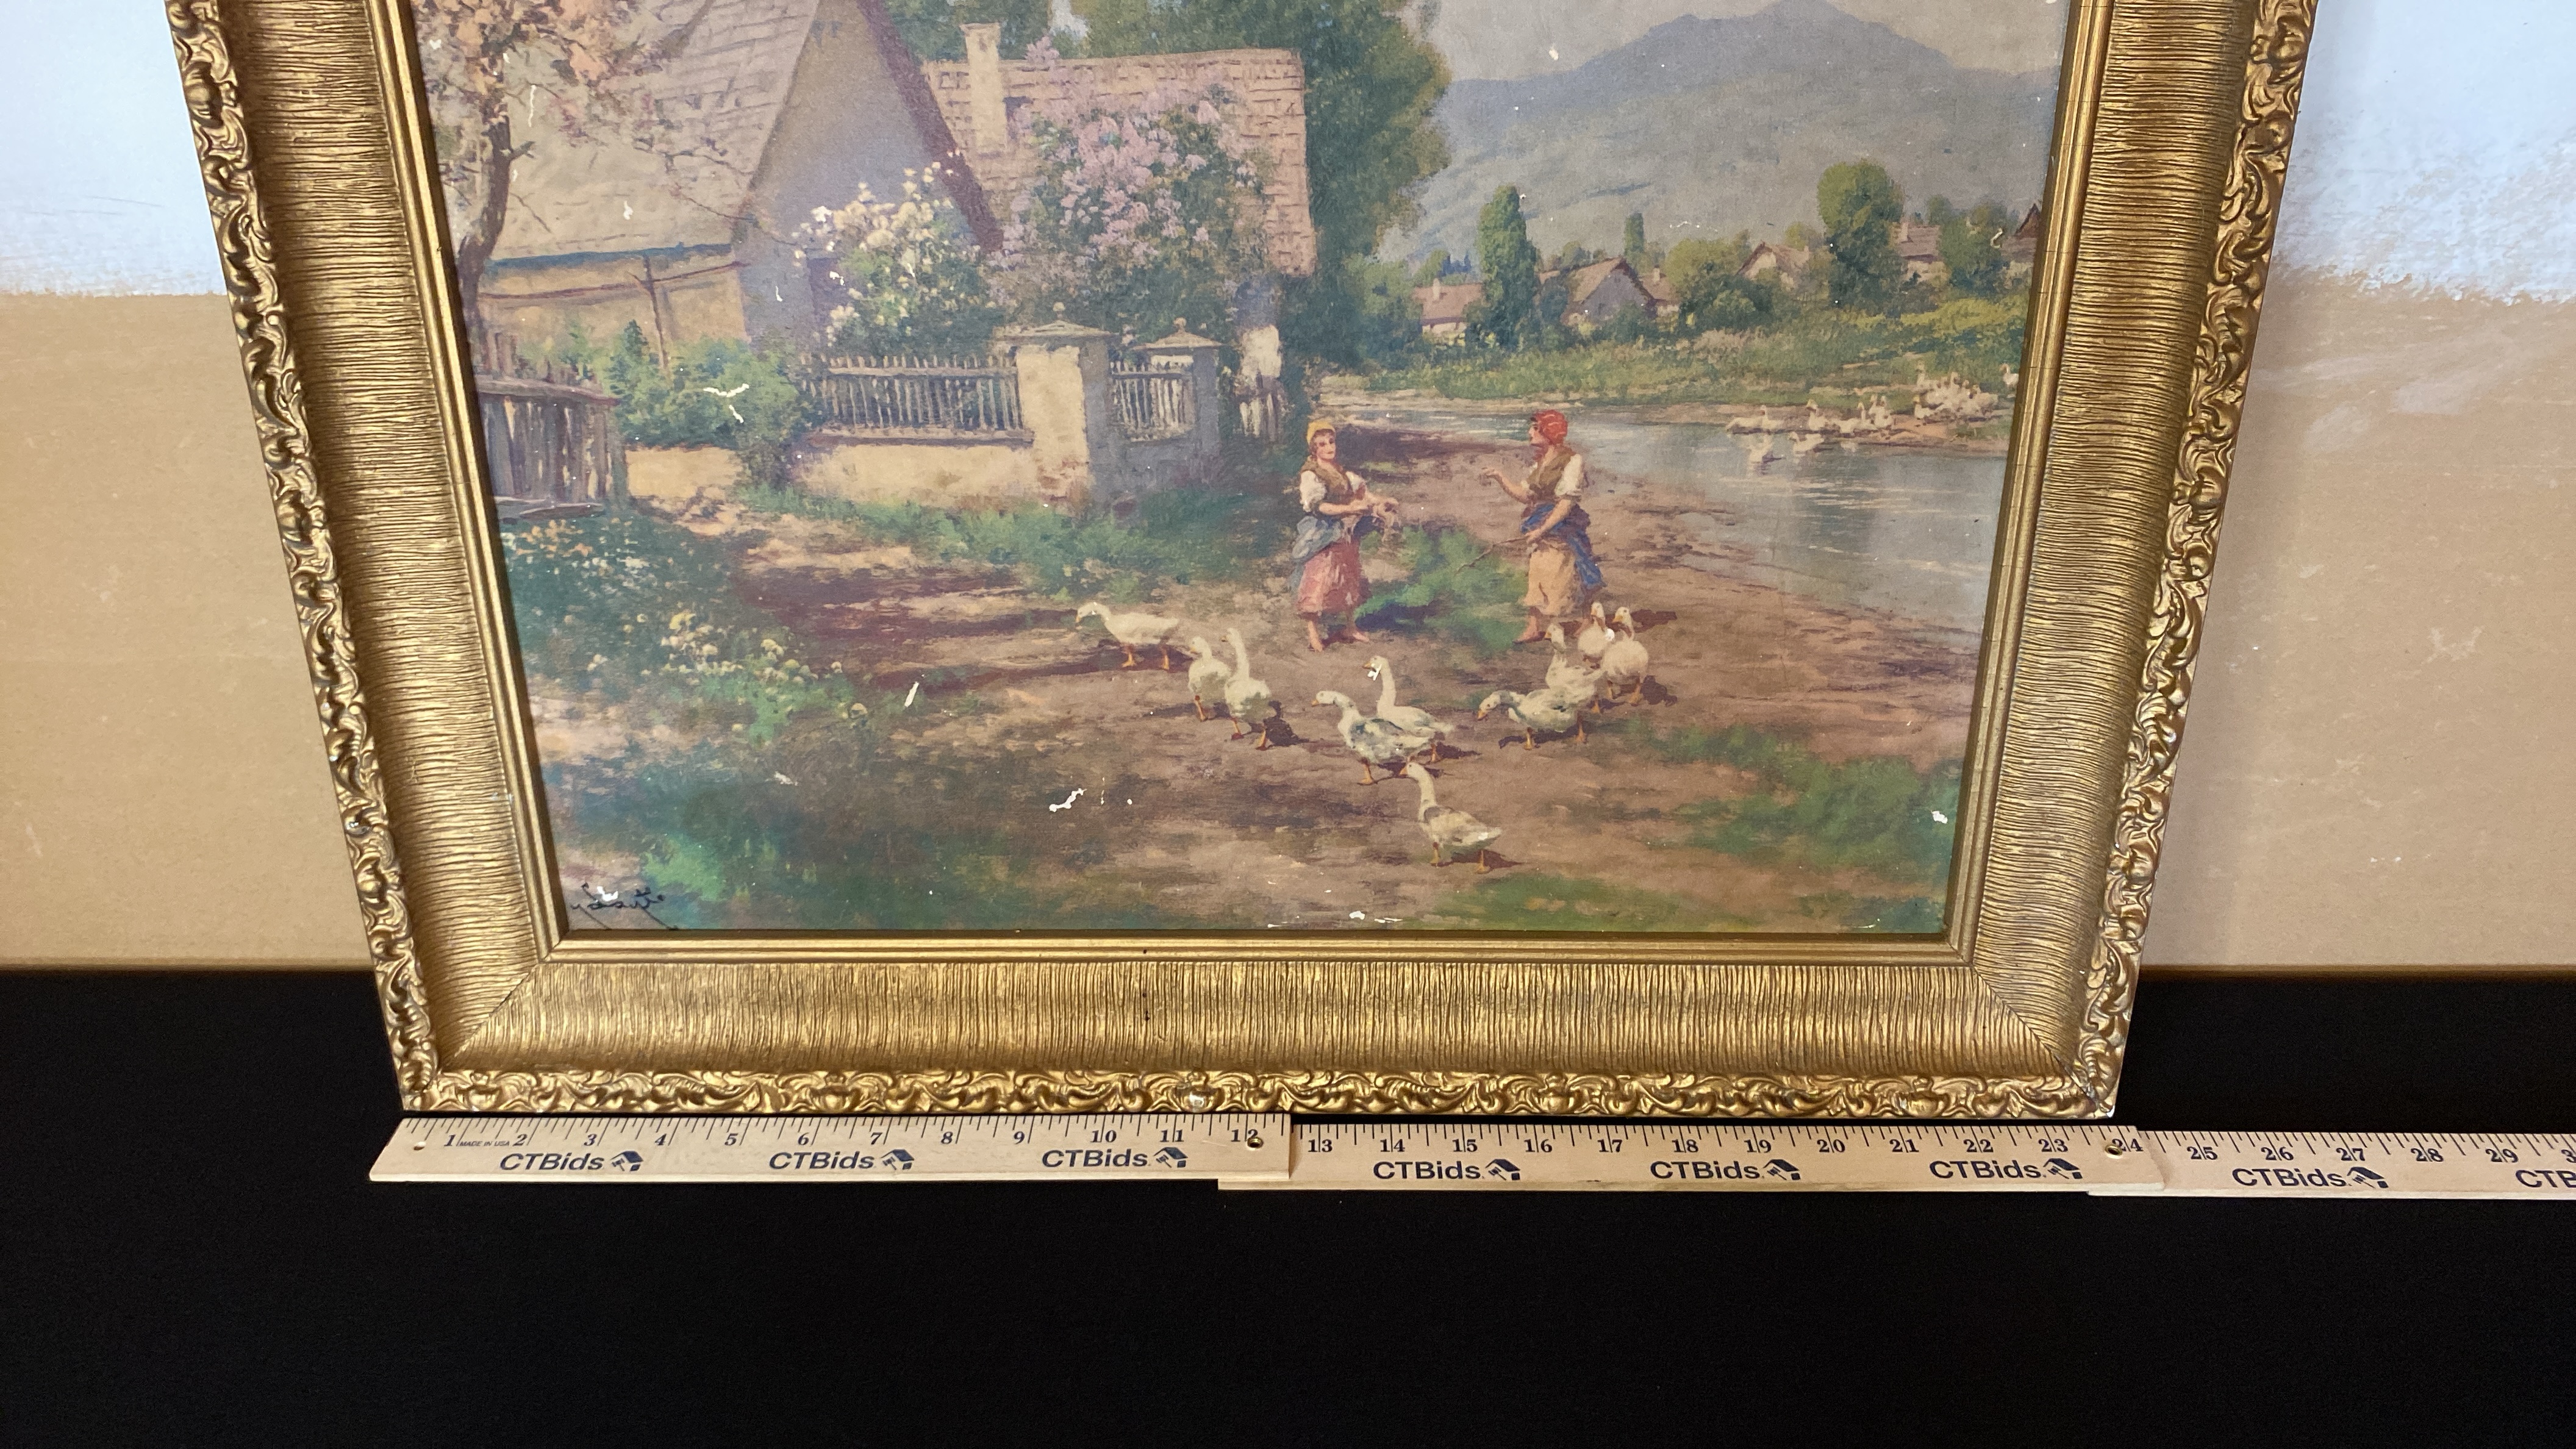 1 MADE IN USA 2 3 4 5 6 7 8 9 10 11 12 13 14 15 16 17 18 19 20 21 22 23 24 25 26 27 28 29
CTBids CTBids CTBids. CTBids. CTBids. CTBids. CTBids. CTB